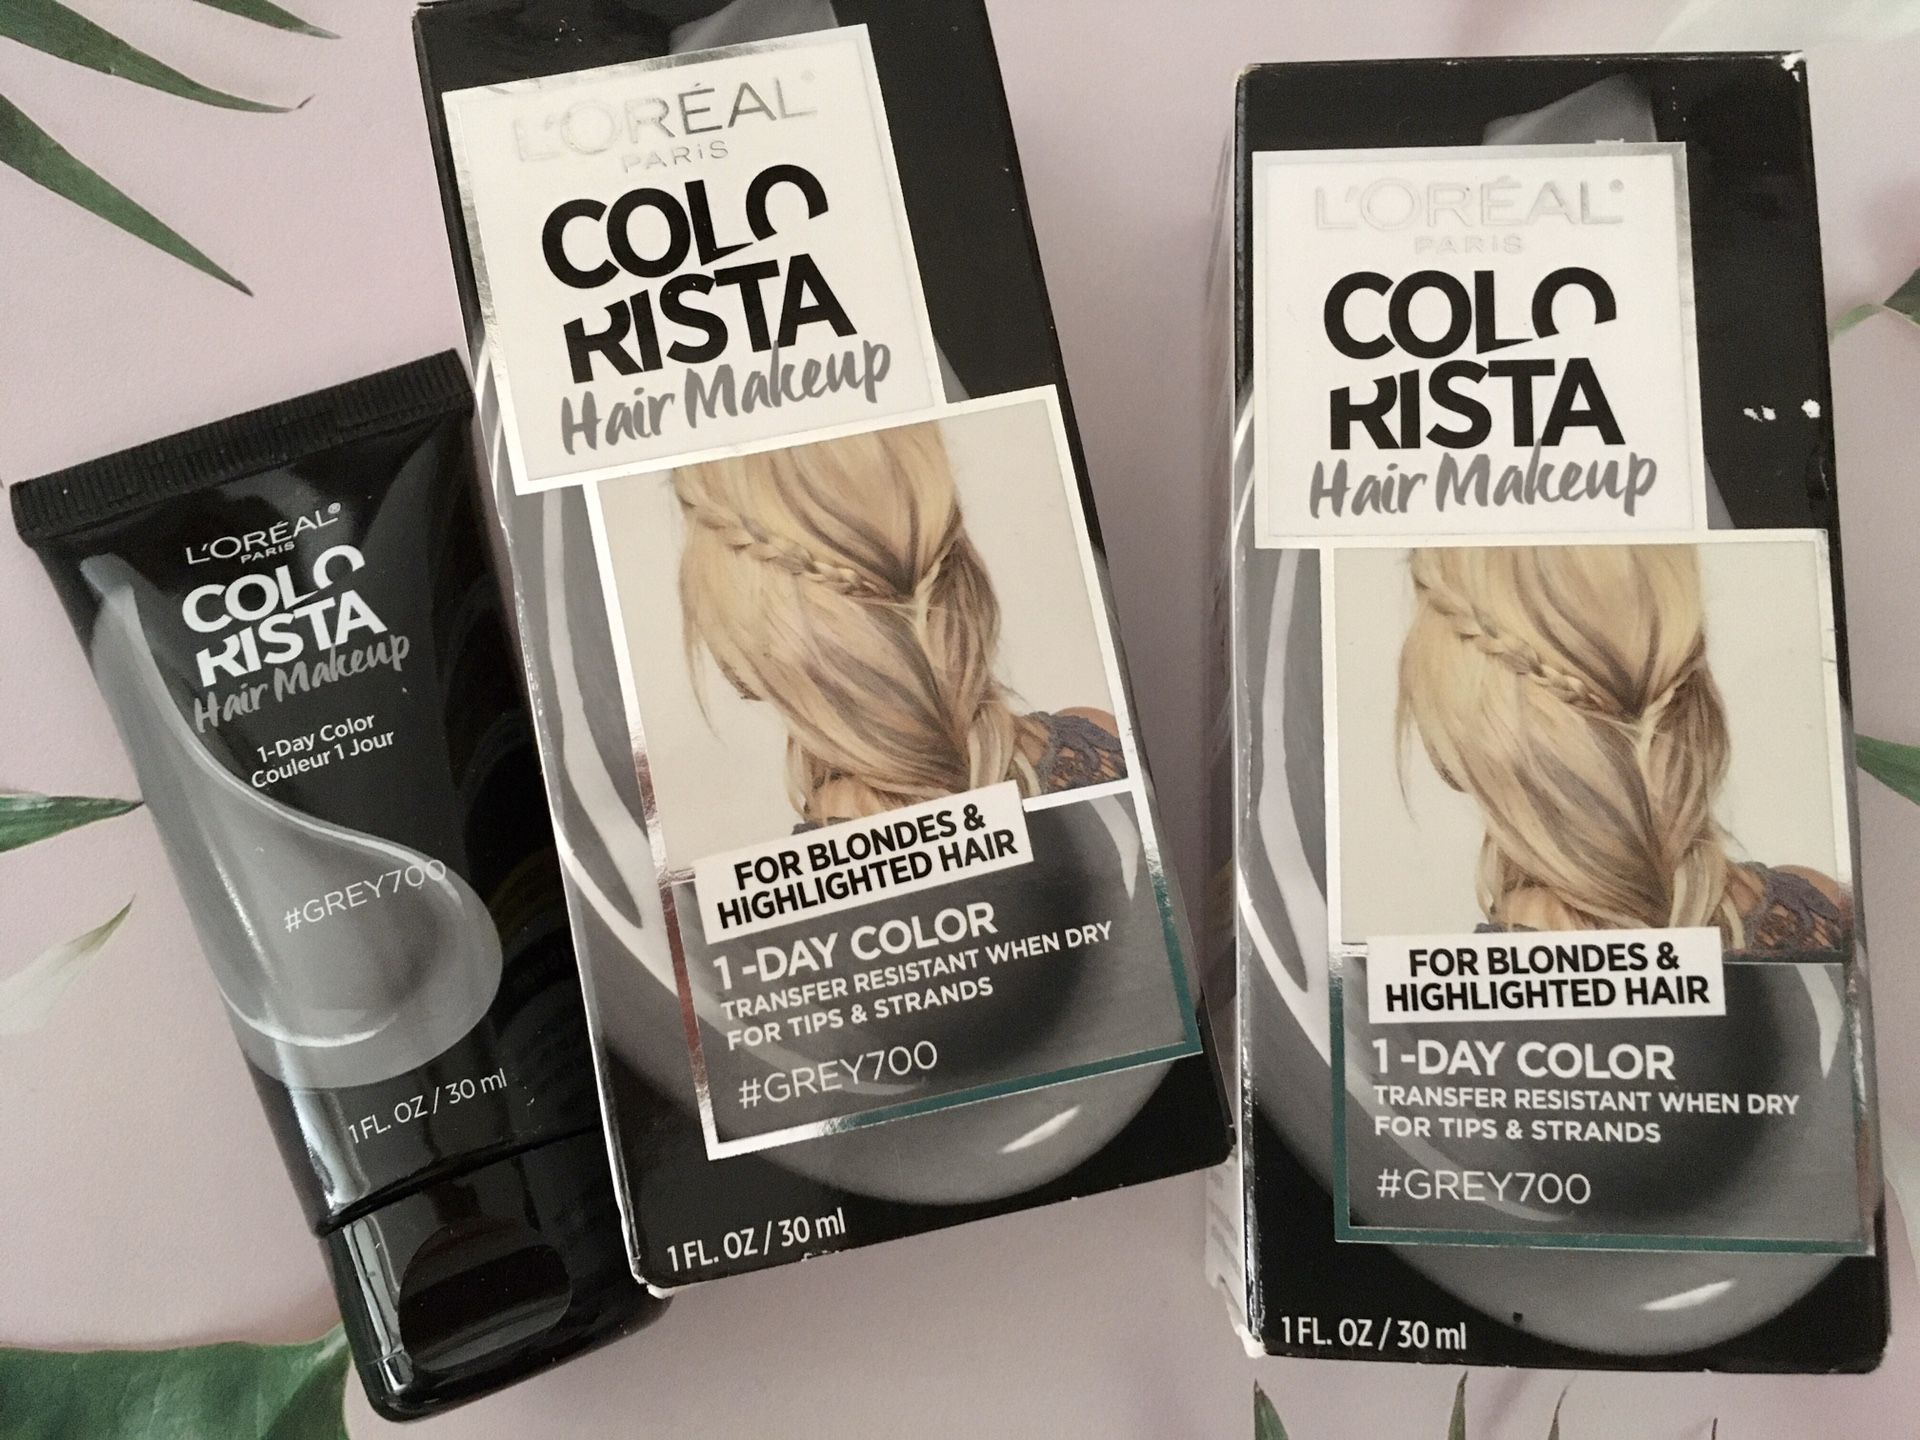 L'ORÉAL®
PARIS
COLO
RISTA
Hair Makeup
1-Day Color
Couleur 1 Jour
#GREY700
1 FL. OZ / 30 ml
L'ORÉAL®
PARIS
COLO
RISTA
Hair Makeup
FOR BLONDES &
HIGHLIGHTED HAIR
1-DAY COLOR
TRANSFER RESISTANT WHEN DRY
FOR TIPS & STRANDS
#GREY700
1 FL. OZ / 30 ml
L'ORÉAL®
PARIS
COLO
RISTA
Hair Makeup
FOR BLONDES &
HIGHLIGHTED HAIR
1-DAY COLOR
TRANSFER RESISTANT WHEN DRY
FOR TIPS & STRANDS
#GREY700
1 FL. OZ / 30 ml